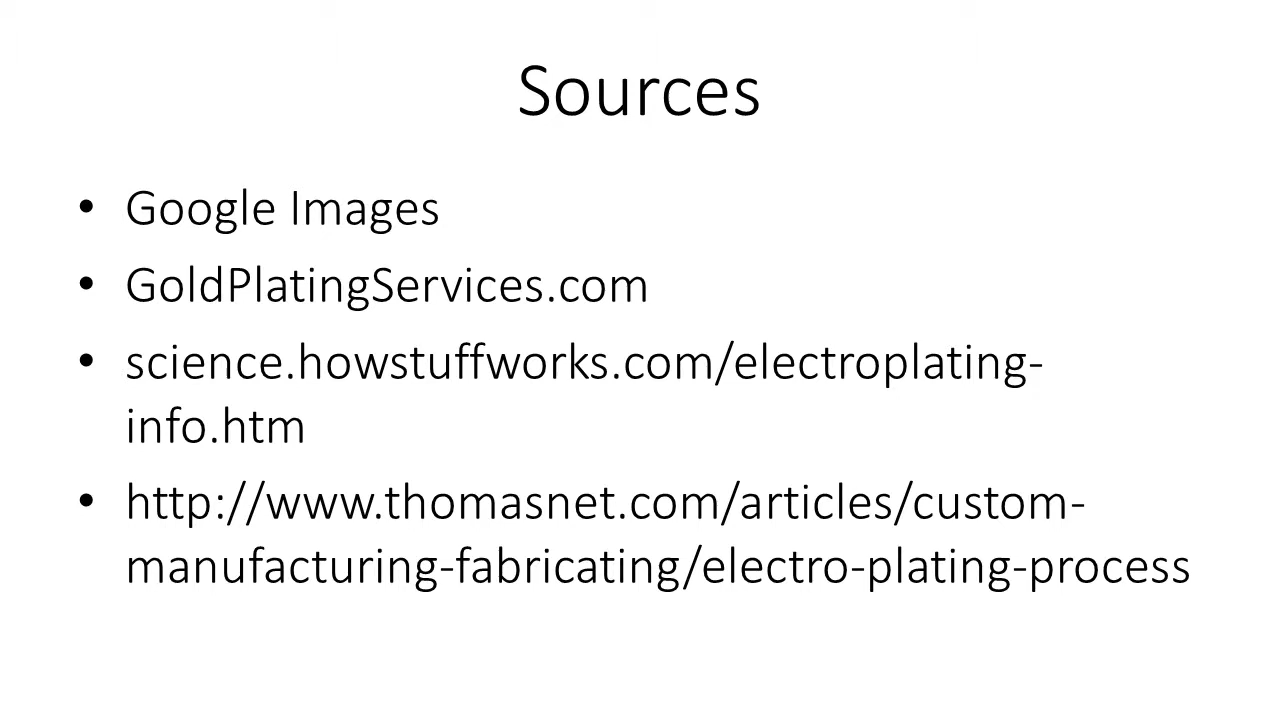 Sources
• Google Images
• GoldPlatingServices.com
• science.howstuffworks.com/electroplating-
info.htm
• http://www.thomasnet.com/articles/custom-
manufacturing-fabricating/electro-plating-process